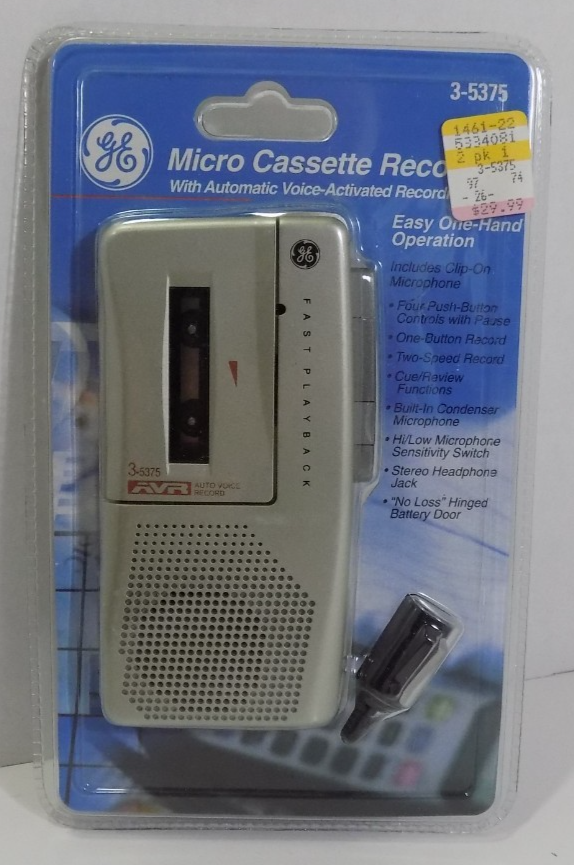 3-5375
GE
1461-22
5334081
2 pk 1
3-5375
97 74
- 26-
$29.99
Micro Cassette Reco
With Automatic Voice-Activated Recordi
Easy One-Hand
Operation
Includes Clip-On
Microphone
• Four Push-Button
Controls with Pause
• One-Button Record
• Two-Speed Record
• Cue/Review
Functions
• Built-In Condenser
Microphone
• Hi/Low Microphone
Sensitivity Switch
• Stereo Headphone
Jack
• "No Loss" Hinged
Battery Door
GE
FAST PLAYBACK
3-5375
AVR AUTO VOICE
RECORD